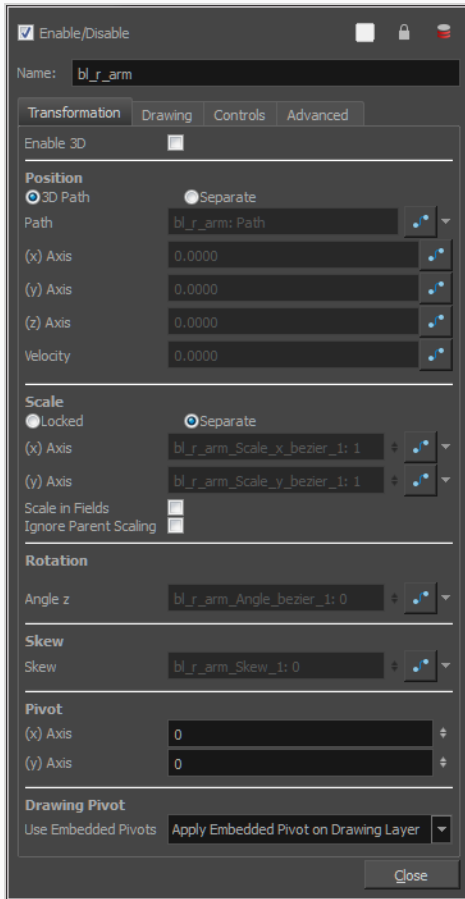 Enable/Disable
Name: bl_r_arm
Transformation Drawing Controls Advanced
Enable 3D
Position
3D Path Separate
Path bl_r_arm: Path
(x) Axis 0.0000
(y) Axis 0.0000
(z) Axis 0.0000
Velocity 0.0000
Scale
Locked Separate
(x) Axis bl_r_arm_Scale_x_bezier_1: 1
(y) Axis bl_r_arm_Scale_y_bezier_1: 1
Scale in Fields
Ignore Parent Scaling
Rotation
Angle z bl_r_arm_Angle_bezier_1: 0
Skew
Skew bl_r_arm_Skew_1: 0
Pivot
(x) Axis 0
(y) Axis 0
Drawing Pivot
Use Embedded Pivots Apply Embedded Pivot on Drawing Layer
Close